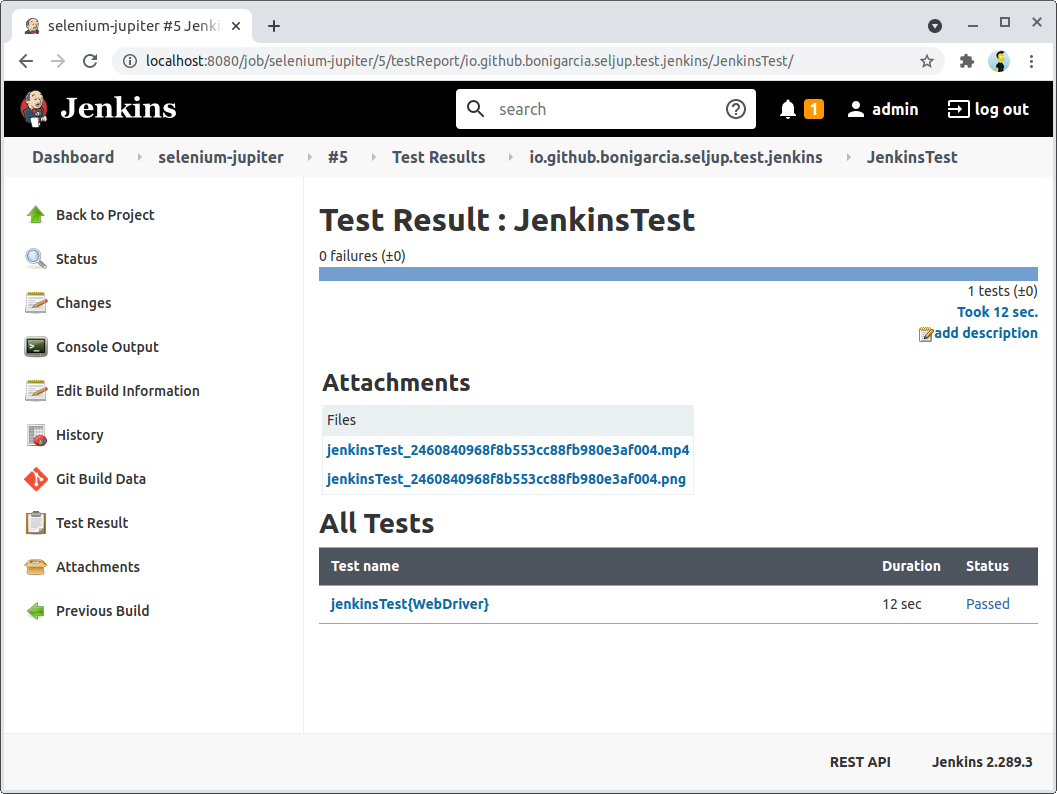 selenium-jupiter #5 Jenki
localhost:8080/job/selenium-jupiter/5/testReport/io.github.bonigarcia.seljup.test.jenkins/JenkinsTest/
Jenkins
search
1
admin
log out
Dashboard
selenium-jupiter
#5
Test Results
io.github.bonigarcia.seljup.test.jenkins
JenkinsTest
Back to Project
Status
Changes
Console Output
Edit Build Information
History
Git Build Data
Test Result
Attachments
Previous Build
Test Result : JenkinsTest
0 failures (±0)
1 tests (±0)
Took 12 sec.
add description
Attachments
Files
jenkinsTest_2460840968f8b553cc88fb980e3af004.mp4
jenkinsTest_2460840968f8b553cc88fb980e3af004.png
All Tests
Test name Duration Status
jenkinsTest{WebDriver} 12 sec Passed
REST API
Jenkins 2.289.3